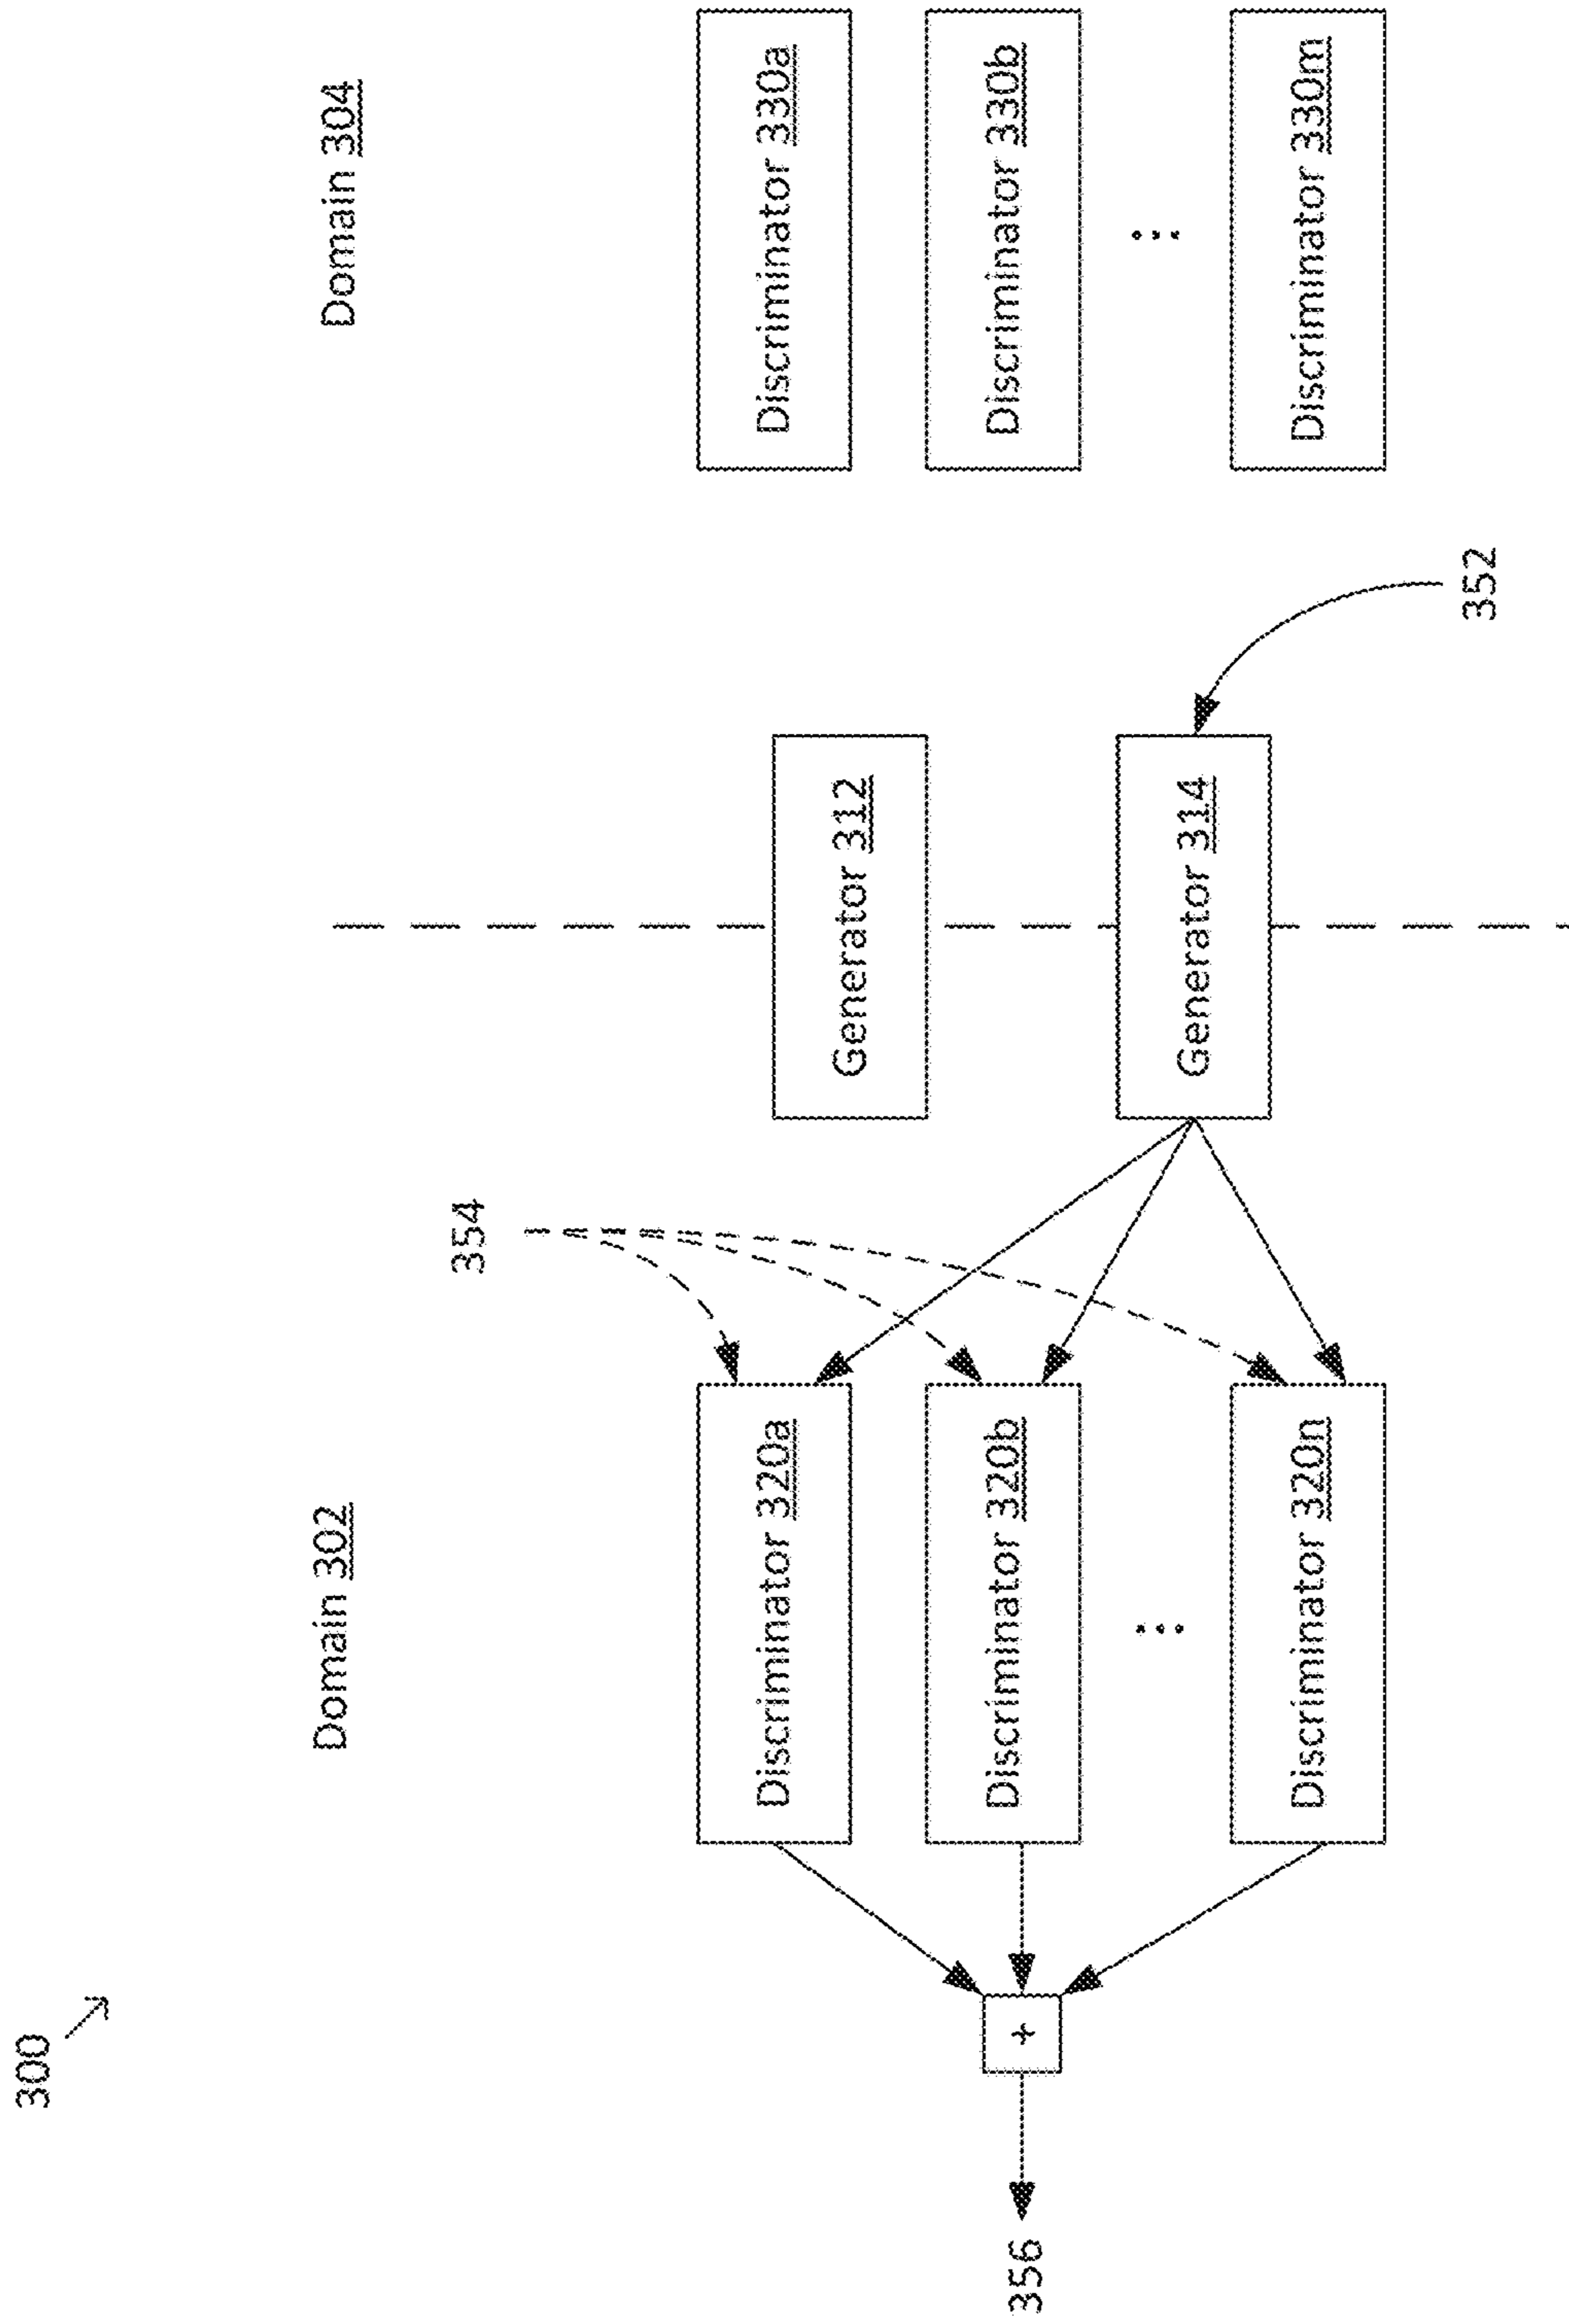 300
Domain 302
Domain 304
354
Discriminator 320a
Generator 312
Discriminator 330a
Discriminator 320b
Discriminator 330b
356
+
Generator 314
⋮
⋮
Discriminator 320n
Discriminator 330m
352